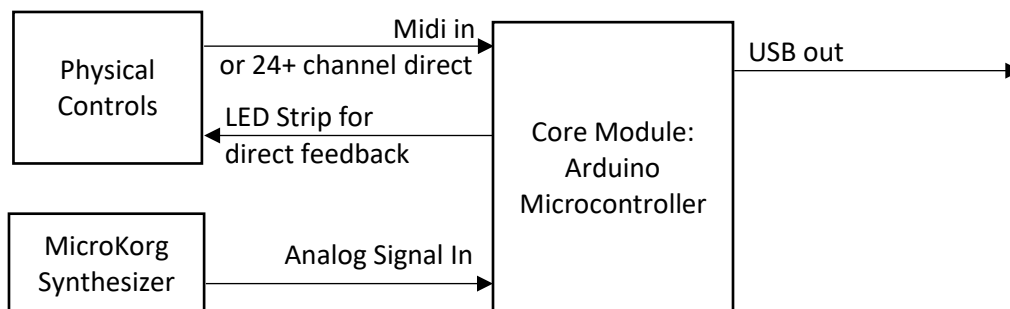 Physical
Controls
Midi in
or 24+ channel direct
LED Strip for
direct feedback
MicroKorg
Synthesizer
Analog Signal In
Core Module:
Arduino
Microcontroller
USB out